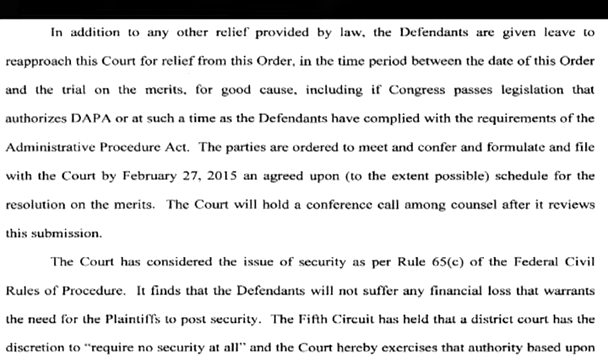 In addition to any other relief provided by law, the Defendants are given leave to
reapproach this Court for relief from this Order, in the time period between the date of this Order
and the trial on the merits, for good cause, including if Congress passes legislation that
authorizes DAPA or at such a time as the Defendants have complied with the requirements of the
Administrative Procedure Act. The parties are ordered to meet and confer and formulate and file
with the Court by February 27, 2015 an agreed upon (to the extent possible) schedule for the
resolution on the merits. The Court will hold a conference call among counsel after it reviews
this submission.
The Court has considered the issue of security as per Rule 65(c) of the Federal Civil
Rules of Procedure. It finds that the Defendants will not suffer any financial loss that warrants
the need for the Plaintiffs to post security. The Fifth Circuit has held that a district court has the
discretion to "require no security at all" and the Court hereby exercises that authority based upon